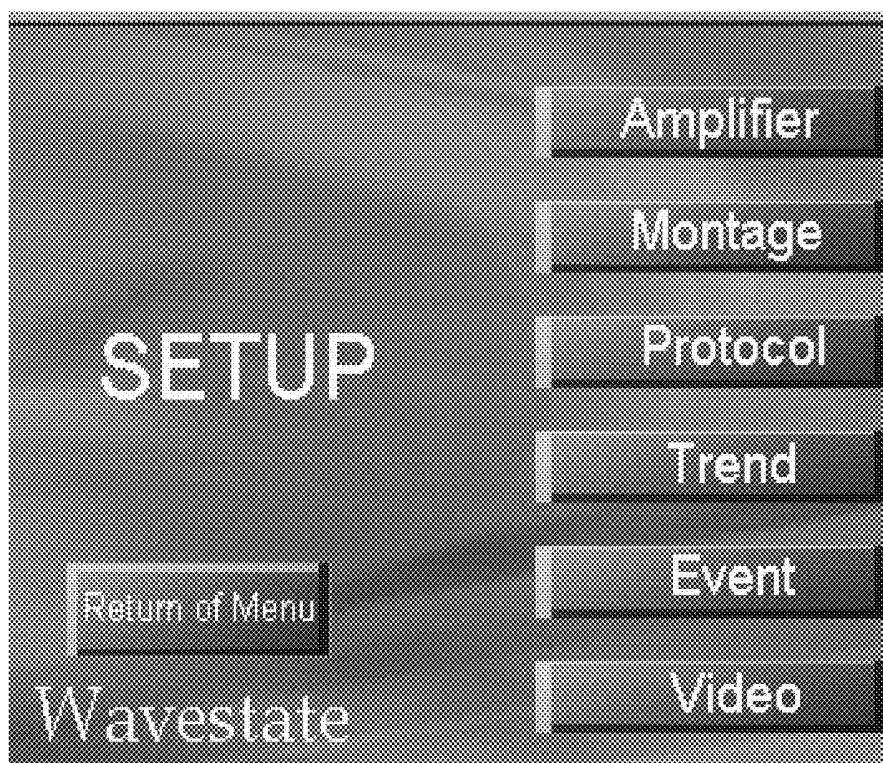 Amplifier
Montage
SETUP
Protocol
Trend
Event
Return of Menu
Video
Wavestate